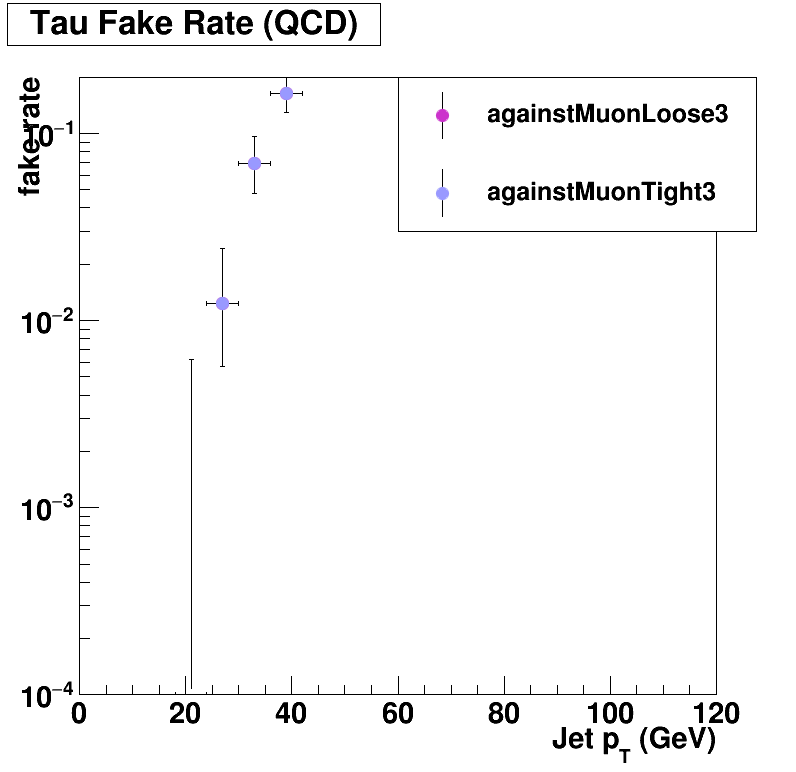 Tau Fake Rate (QCD)
fake rate
againstMuonLoose3
againstMuonTight3
10⁻¹
10⁻²
10⁻³
10⁻⁴
0 20 40 60 80 100 120
Jet p_T (GeV)